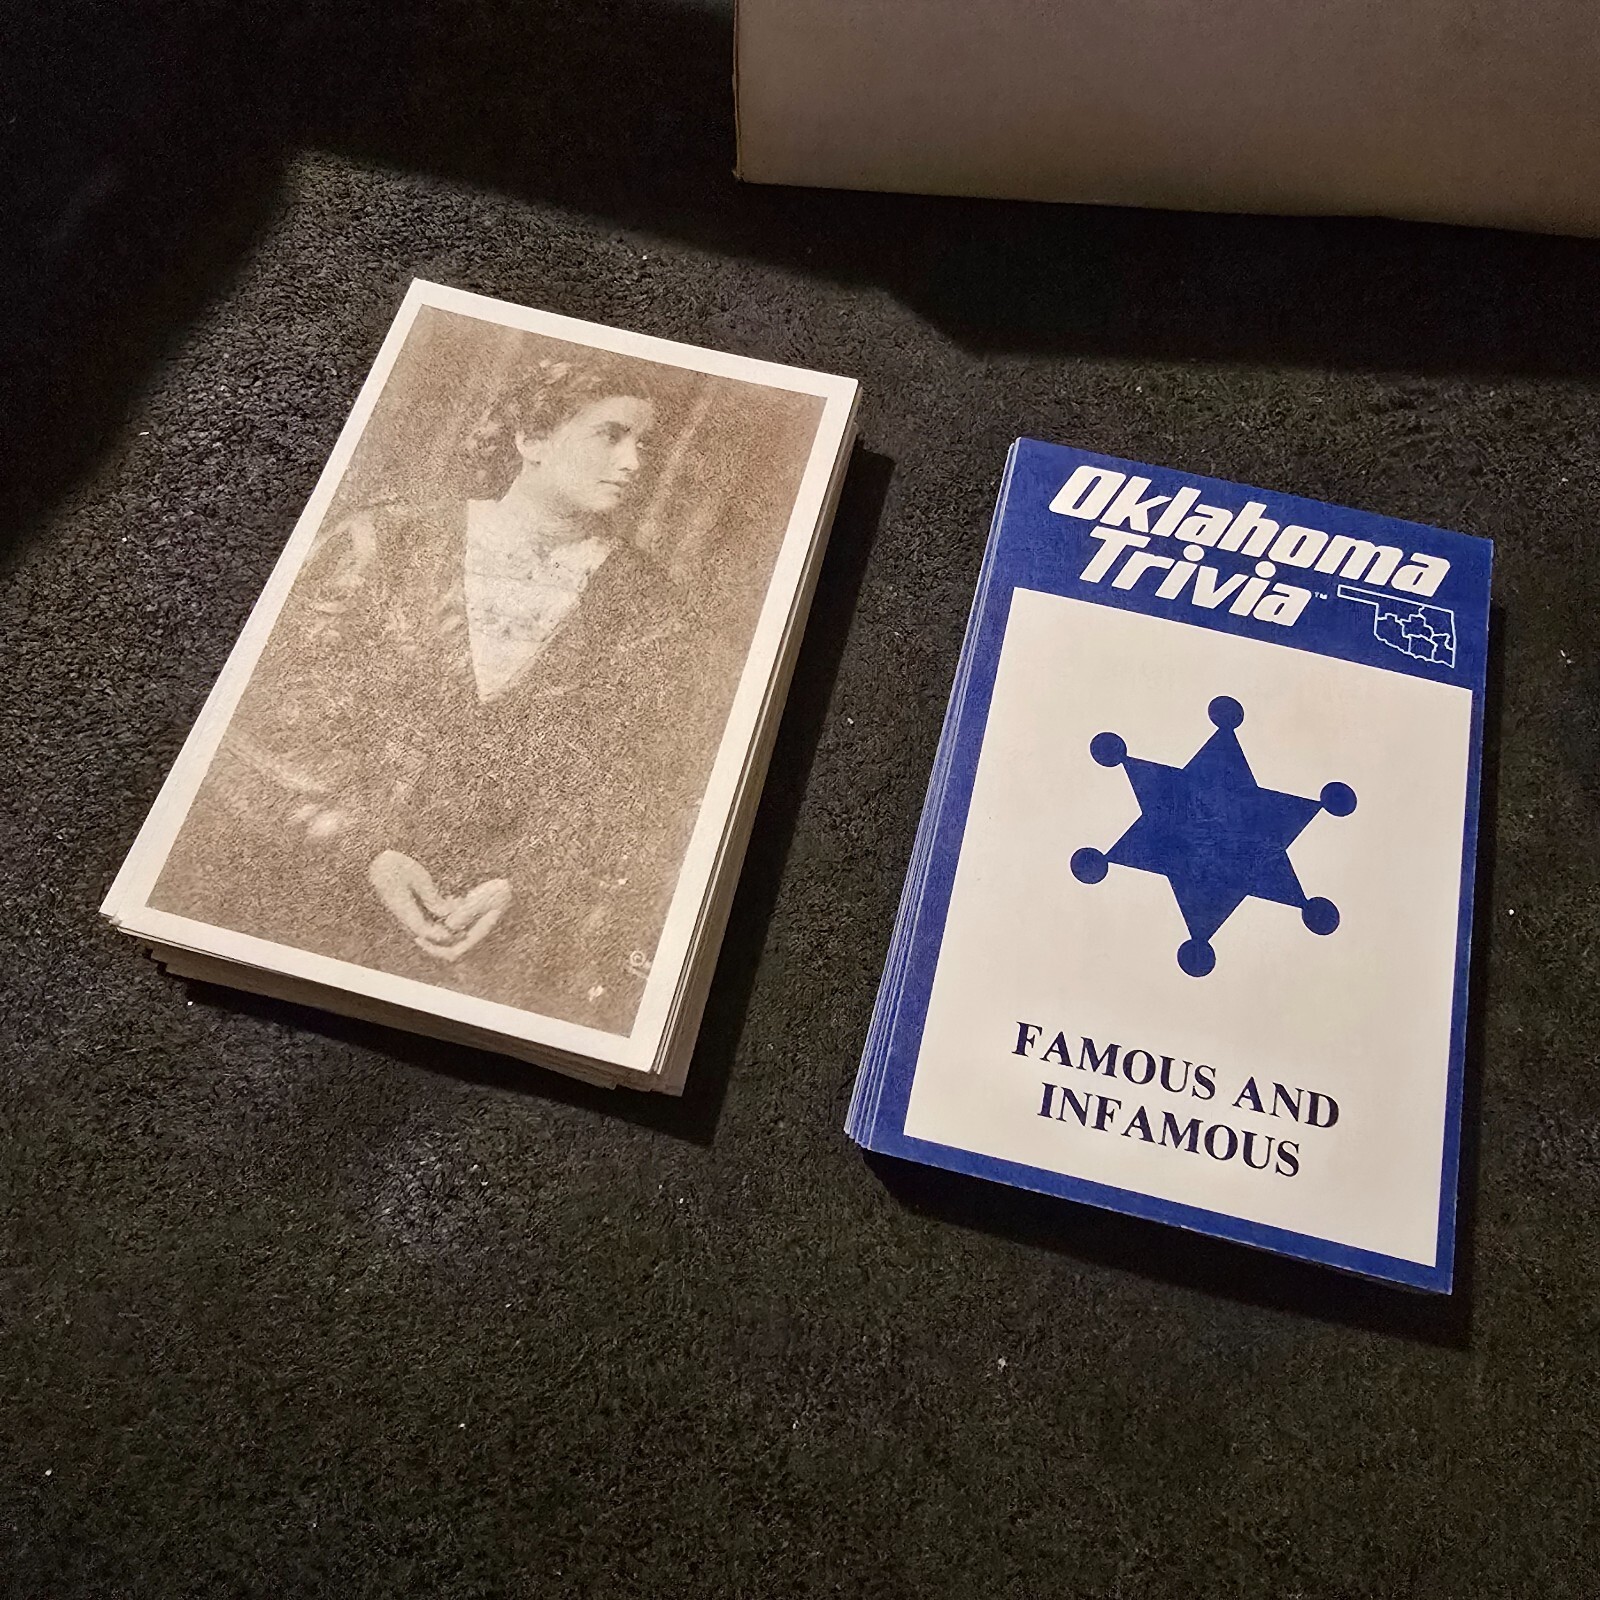 Oklahoma
Trivia™
FAMOUS AND
INFAMOUS
©